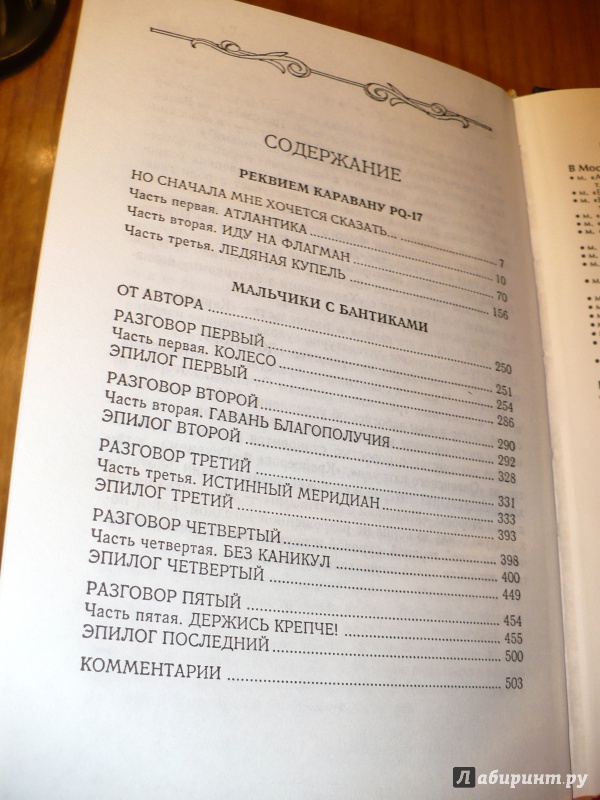 СОДЕРЖАНИЕ
РЕКВИЕМ КАРАВАНУ PQ-17
НО СНАЧАЛА МНЕ ХОЧЕТСЯ СКАЗАТЬ... 7
Часть первая. АТЛАНТИКА 10
Часть вторая. ИДУ НА ФЛАГМАН 70
Часть третья. ЛЕДЯНАЯ КУПЕЛЬ 156
МАЛЬЧИКИ С БАНТИКАМИ
ОТ АВТОРА 250
РАЗГОВОР ПЕРВЫЙ 251
Часть первая. КОЛЕСО 254
ЭПИЛОГ ПЕРВЫЙ 286
РАЗГОВОР ВТОРОЙ 290
Часть вторая. ГАВАНЬ БЛАГОПОЛУЧИЯ 292
ЭПИЛОГ ВТОРОЙ 328
РАЗГОВОР ТРЕТИЙ 331
Часть третья. ИСТИННЫЙ МЕРИДИАН 333
ЭПИЛОГ ТРЕТИЙ 393
РАЗГОВОР ЧЕТВЕРТЫЙ 398
Часть четвертая. БЕЗ КАНИКУЛ 400
ЭПИЛОГ ЧЕТВЕРТЫЙ 449
РАЗГОВОР ПЯТЫЙ 454
Часть пятая. ДЕРЖИСЬ КРЕПЧЕ! 455
ЭПИЛОГ ПОСЛЕДНИЙ 500
КОММЕНТАРИИ 503
Лабиринт.ру